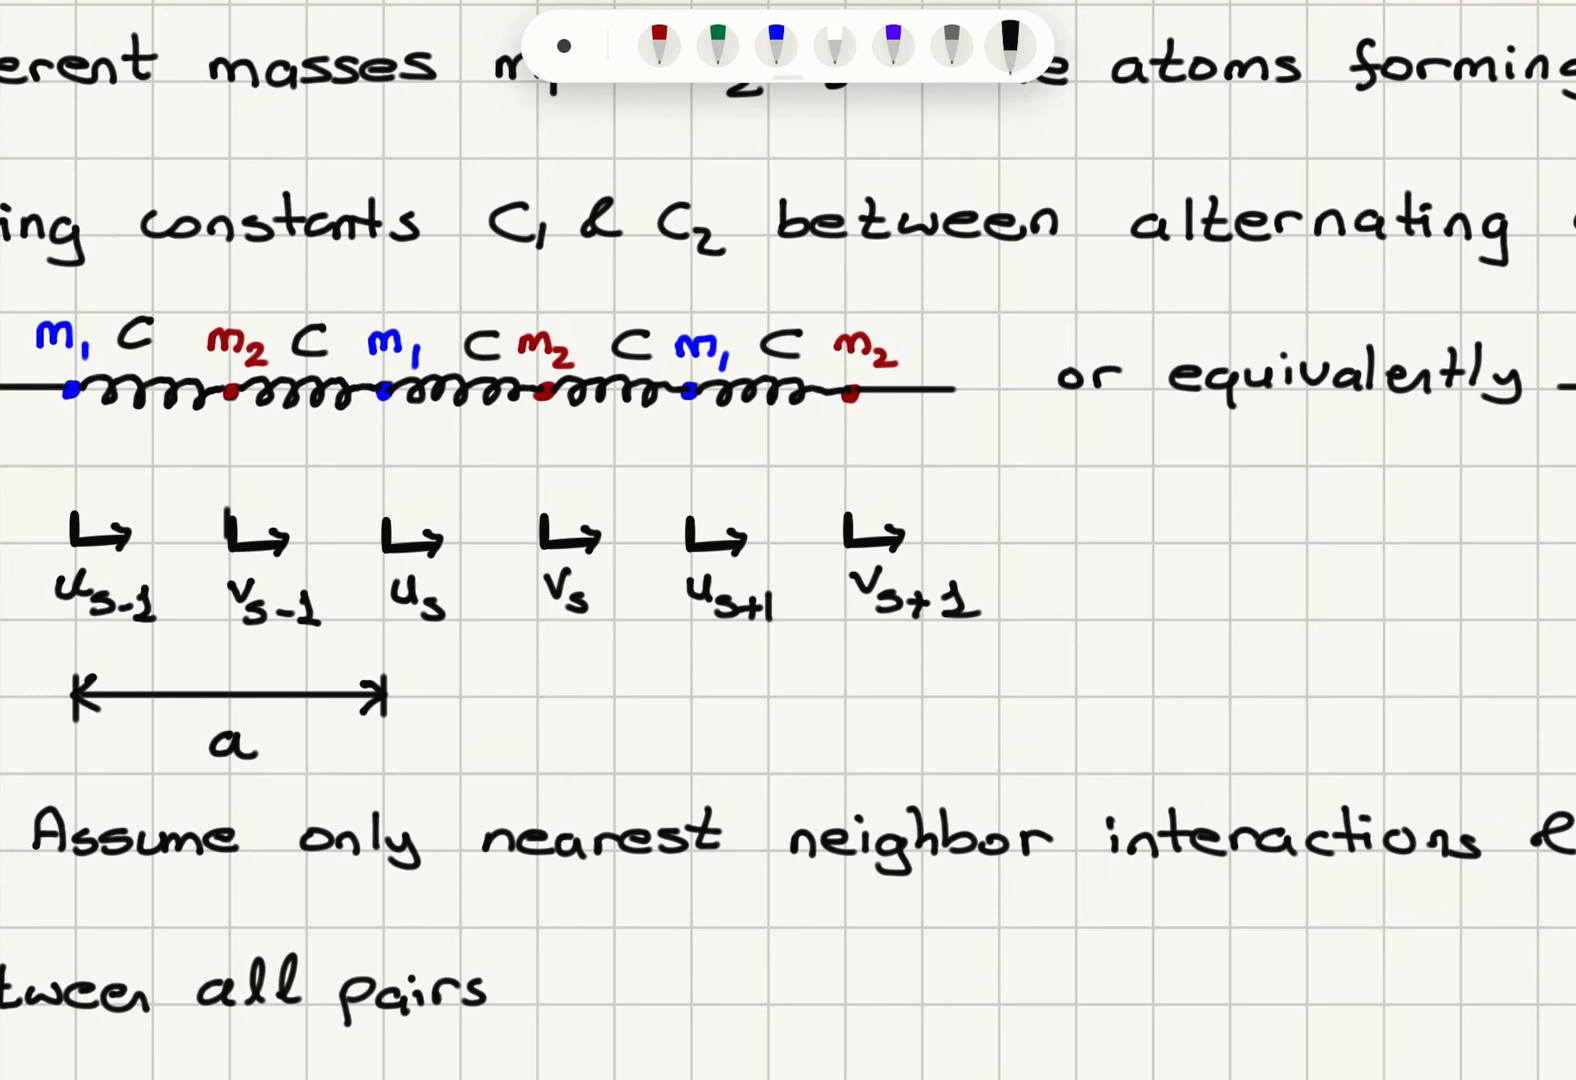 erent masses atoms forming
ing constants C₁ & C₂ between alternating
m₁ C m₂ C m₁ C m₂ C m₁ C m₂ or equivalently
u_{s-1} v_{s-1} u_s v_s u_{s+1} v_{s+1}
a
Assume only nearest neighbor interactions
tween all pairs